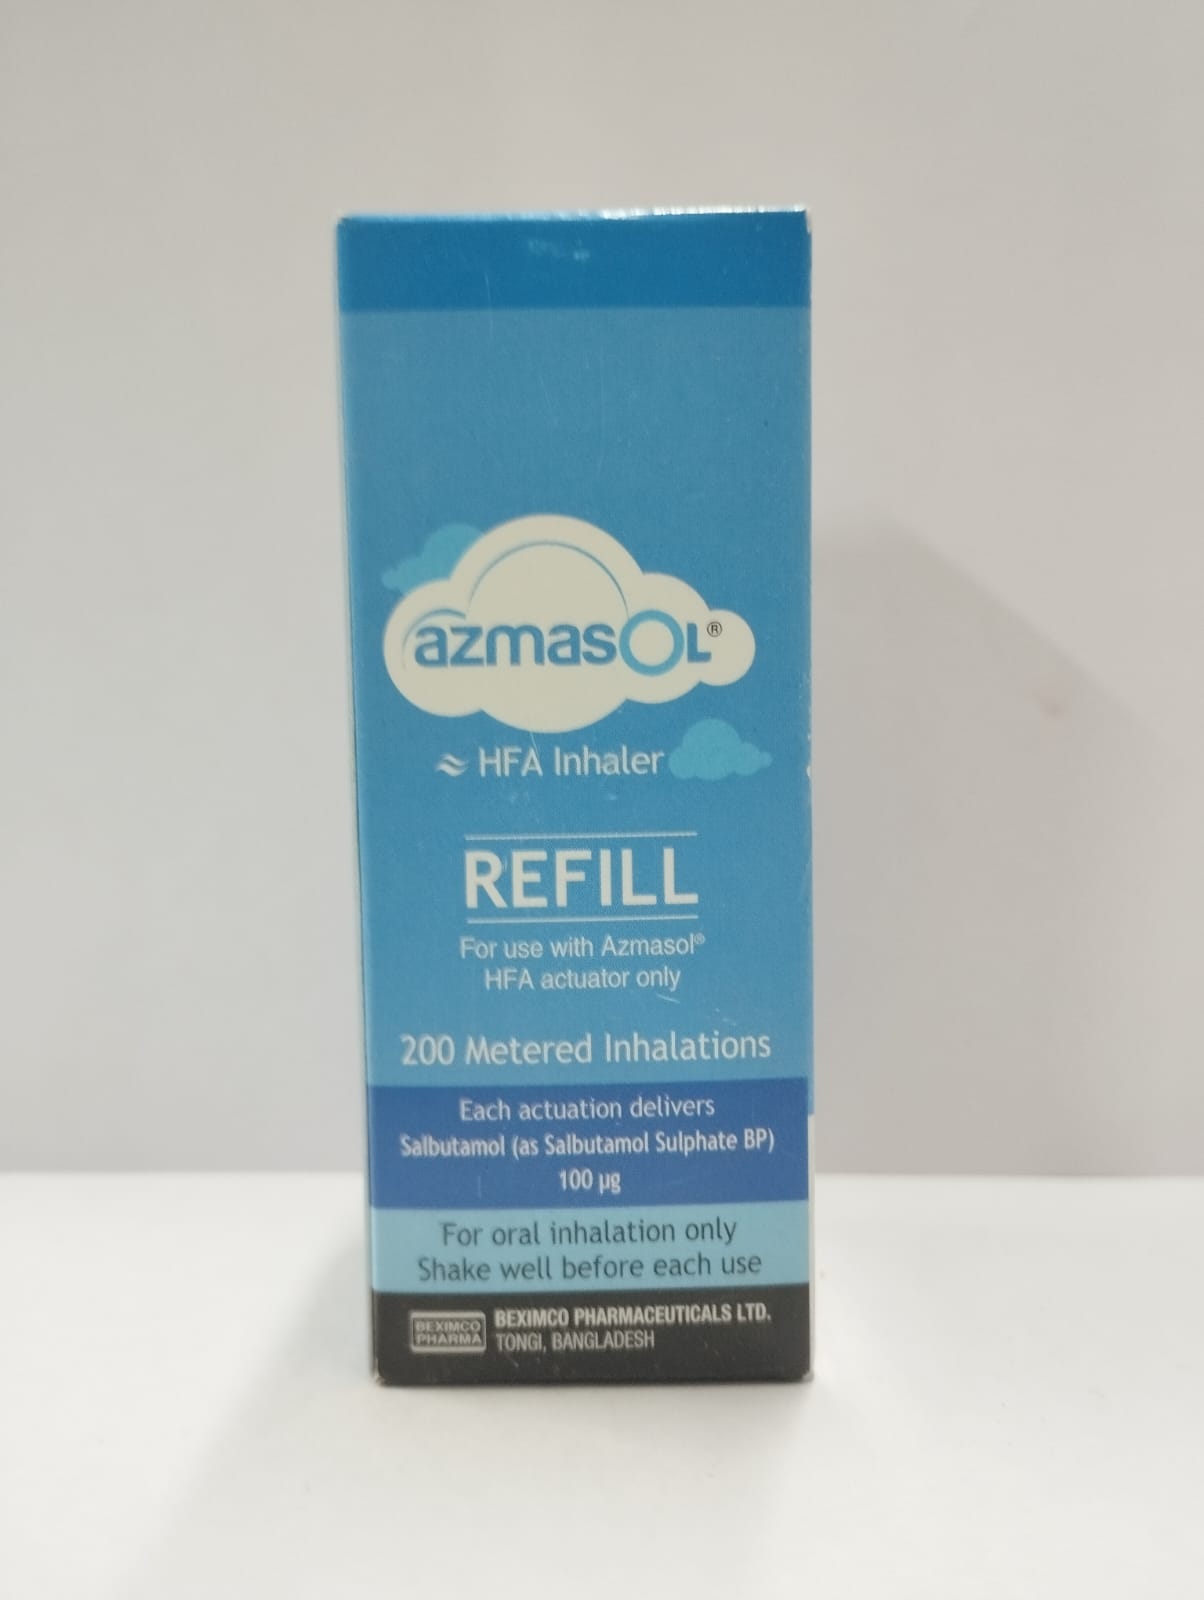 azmasOL®
HFA Inhaler
REFILL
For use with Azmasol®
HFA actuator only
200 Metered Inhalations
Each actuation delivers
Salbutamol (as Salbutamol Sulphate BP)
100 µg
For oral inhalation only
Shake well before each use
BEXIMCO PHARMA
BEXIMCO PHARMACEUTICALS LTD.
TONGI, BANGLADESH